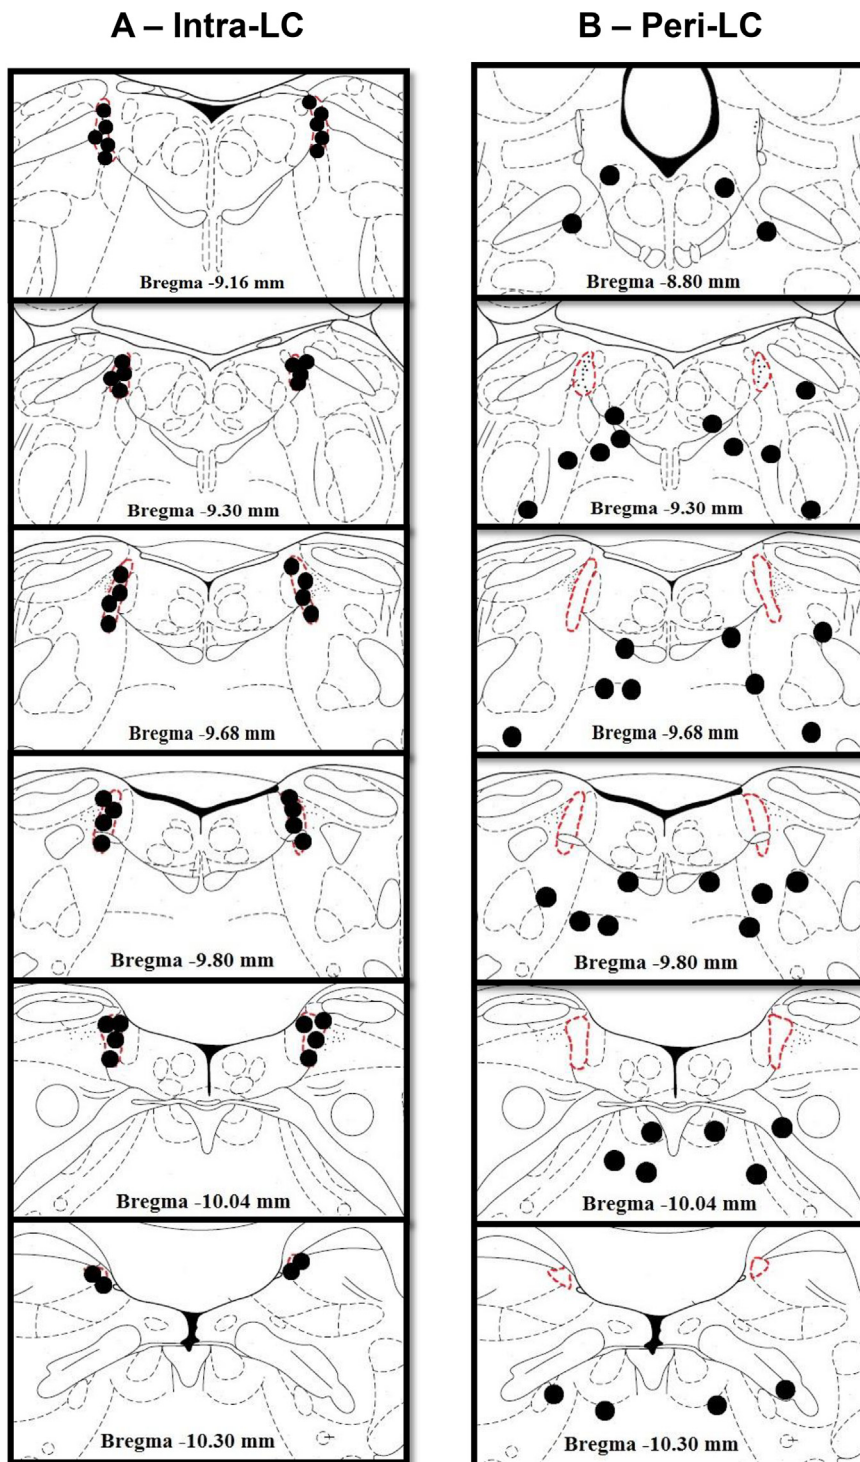 A – Intra-LC
B – Peri-LC
Bregma -9.16 mm
Bregma -8.80 mm
Bregma -9.30 mm
Bregma -9.30 mm
Bregma -9.68 mm
Bregma -9.68 mm
Bregma -9.80 mm
Bregma -9.80 mm
Bregma -10.04 mm
Bregma -10.04 mm
Bregma -10.30 mm
Bregma -10.30 mm